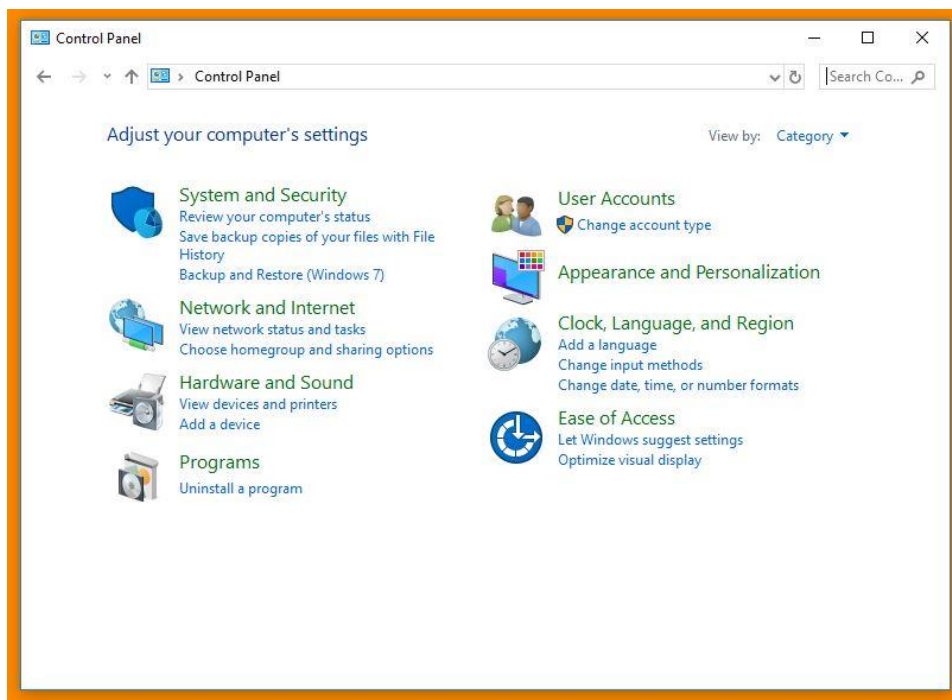 Control Panel
Control Panel
Search Co...
Adjust your computer's settings
View by: Category
System and Security
Review your computer's status
Save backup copies of your files with File
History
Backup and Restore (Windows 7)
Network and Internet
View network status and tasks
Choose homegroup and sharing options
Hardware and Sound
View devices and printers
Add a device
Programs
Uninstall a program
User Accounts
Change account type
Appearance and Personalization
Clock, Language, and Region
Add a language
Change input methods
Change date, time, or number formats
Ease of Access
Let Windows suggest settings
Optimize visual display